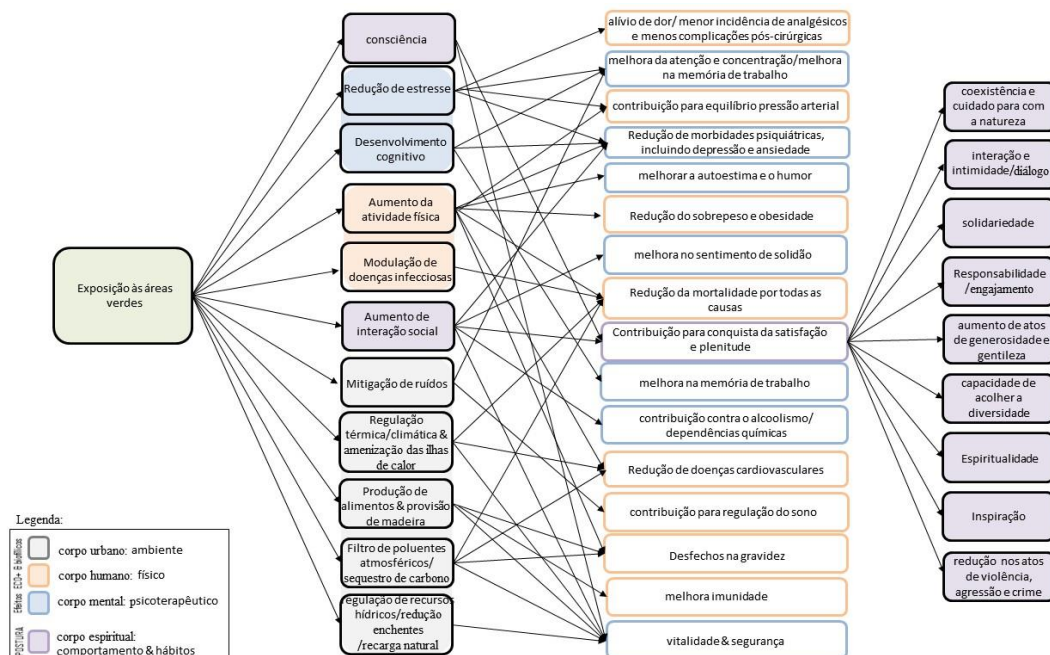 Exposição às áreas verdes
consciência
Redução de estresse
Desenvolvimento
cognitivo
Aumento da
atividade física
Modulação de
doenças infecciosas
Aumento de
interação social
Mitigação de ruídos
Regulação
térmica/climática &
amenização das ilhas
de calor
Produção de
alimentos & provisão
de madeira
Filtro de poluentes
atmosféricos/
sequestro de carbono
regulação de recursos
hídricos/redução
enchentes
/recarga natural
alívio de dor/ menor incidência de analgésicos
e menos complicações pós-cirúrgicas
melhora da atenção e concentração/melhora
na memória de trabalho
contribuição para equilíbrio pressão arterial
Redução de morbidades psiquiátricas,
incluindo depressão e ansiedade
melhorar a autoestima e o humor
Redução do sobrepeso e obesidade
melhora no sentimento de solidão
Redução da mortalidade por todas as
causas
Contribuição para conquista da satisfação
e plenitude
melhora na memória de trabalho
contribuição contra o alcoolismo/
dependências químicas
Redução de doenças cardiovasculares
contribuição para regulação do sono
Desfechos na gravidez
melhora imunidade
vitalidade & segurança
coexistência e
cuidado para com
a natureza
interação e
intimidade/diálogo
solidariedade
Responsabilidade
/engajamento
aumento de atos
de generosidade e
gentileza
capacidade de
acolher a
diversidade
Espiritualidade
Inspiração
redução nos atos
de violência,
agressão e crime
Legenda:
corpo urbano: ambiente
corpo humano: físico
corpo mental: psicoterapêutico
corpo espiritual:
comportamento & hábitos
Efeitos ECO+ & biofílicos
POSTURA